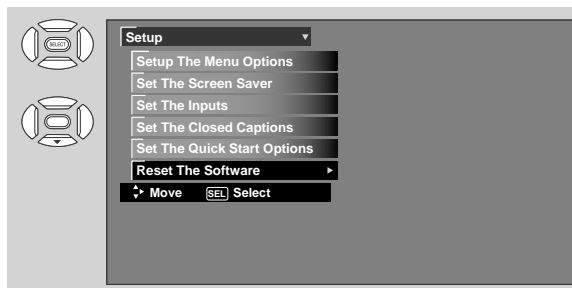 SELECT
Setup
Setup The Menu Options
Set The Screen Saver
Set The Inputs
Set The Closed Captions
Set The Quick Start Options
Reset The Software
Move SEL Select